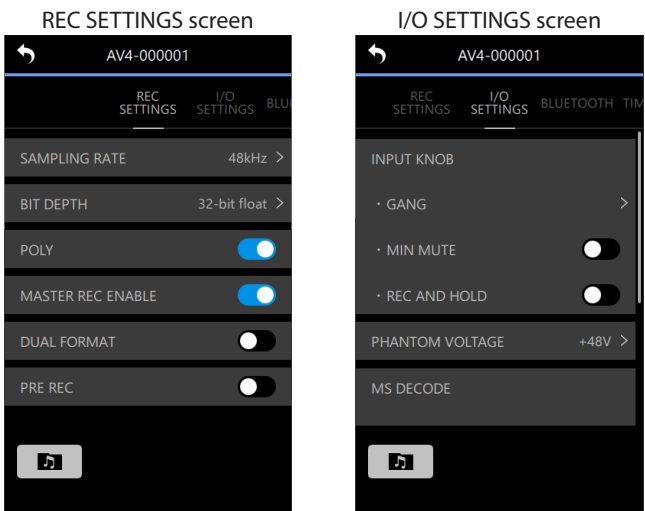 REC SETTINGS screen
AV4-000001
REC SETTINGS
I/O SETTINGS
BLU
SAMPLING RATE 48kHz >
BIT DEPTH 32-bit float >
POLY
MASTER REC ENABLE
DUAL FORMAT
PRE REC
I/O SETTINGS screen
AV4-000001
REC SETTINGS
I/O SETTINGS
BLUETOOTH
TIM
INPUT KNOB
・GANG >
・MIN MUTE
・REC AND HOLD
PHANTOM VOLTAGE +48V >
MS DECODE